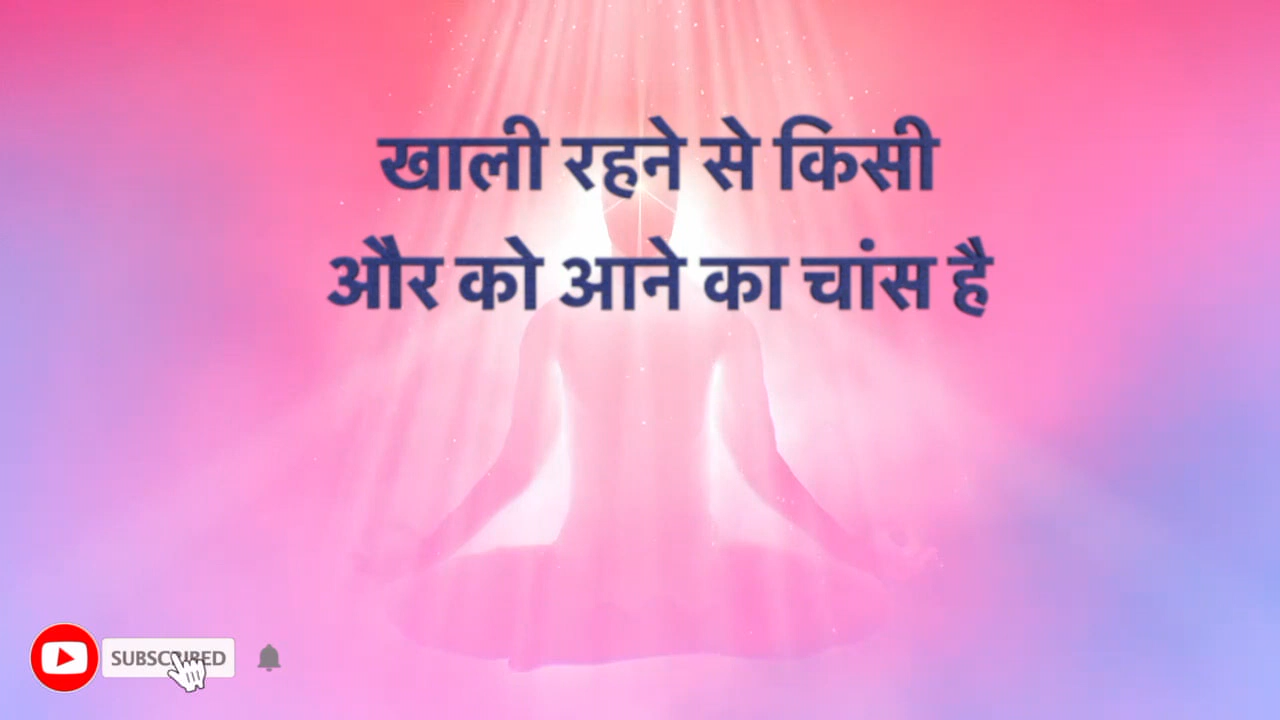 खाली रहने से किसी
और को आने का चांस है
SUBSCRIBED